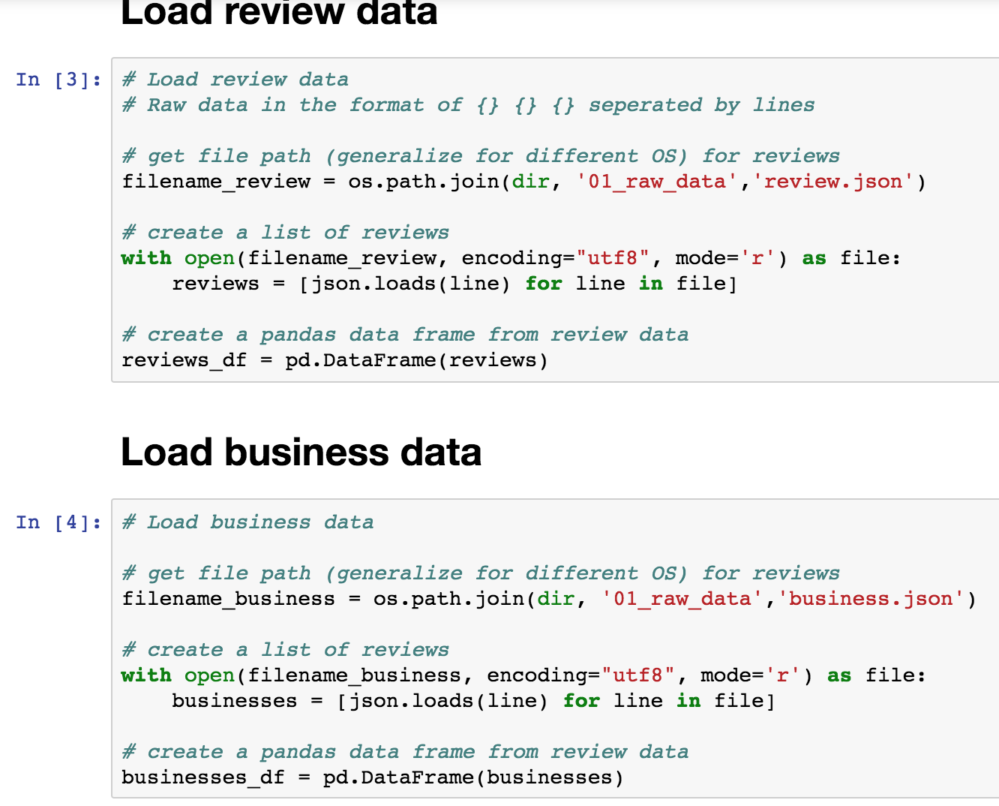 Load review data
In [3]:
# Load review data
# Raw data in the format of {} {} {} seperated by lines
# get file path (generalize for different OS) for reviews
filename_review = os.path.join(dir, '01_raw_data','review.json')
# create a list of reviews
with open(filename_review, encoding="utf8", mode='r') as file:
    reviews = [json.loads(line) for line in file]
# create a pandas data frame from review data
reviews_df = pd.DataFrame(reviews)
Load business data
In [4]:
# Load business data
# get file path (generalize for different OS) for reviews
filename_business = os.path.join(dir, '01_raw_data','business.json')
# create a list of reviews
with open(filename_business, encoding="utf8", mode='r') as file:
    businesses = [json.loads(line) for line in file]
# create a pandas data frame from review data
businesses_df = pd.DataFrame(businesses)